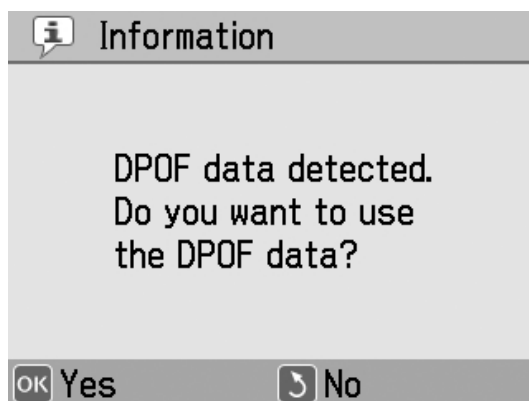 i Information
DPOF data detected.
Do you want to use
the DPOF data?
OK Yes No